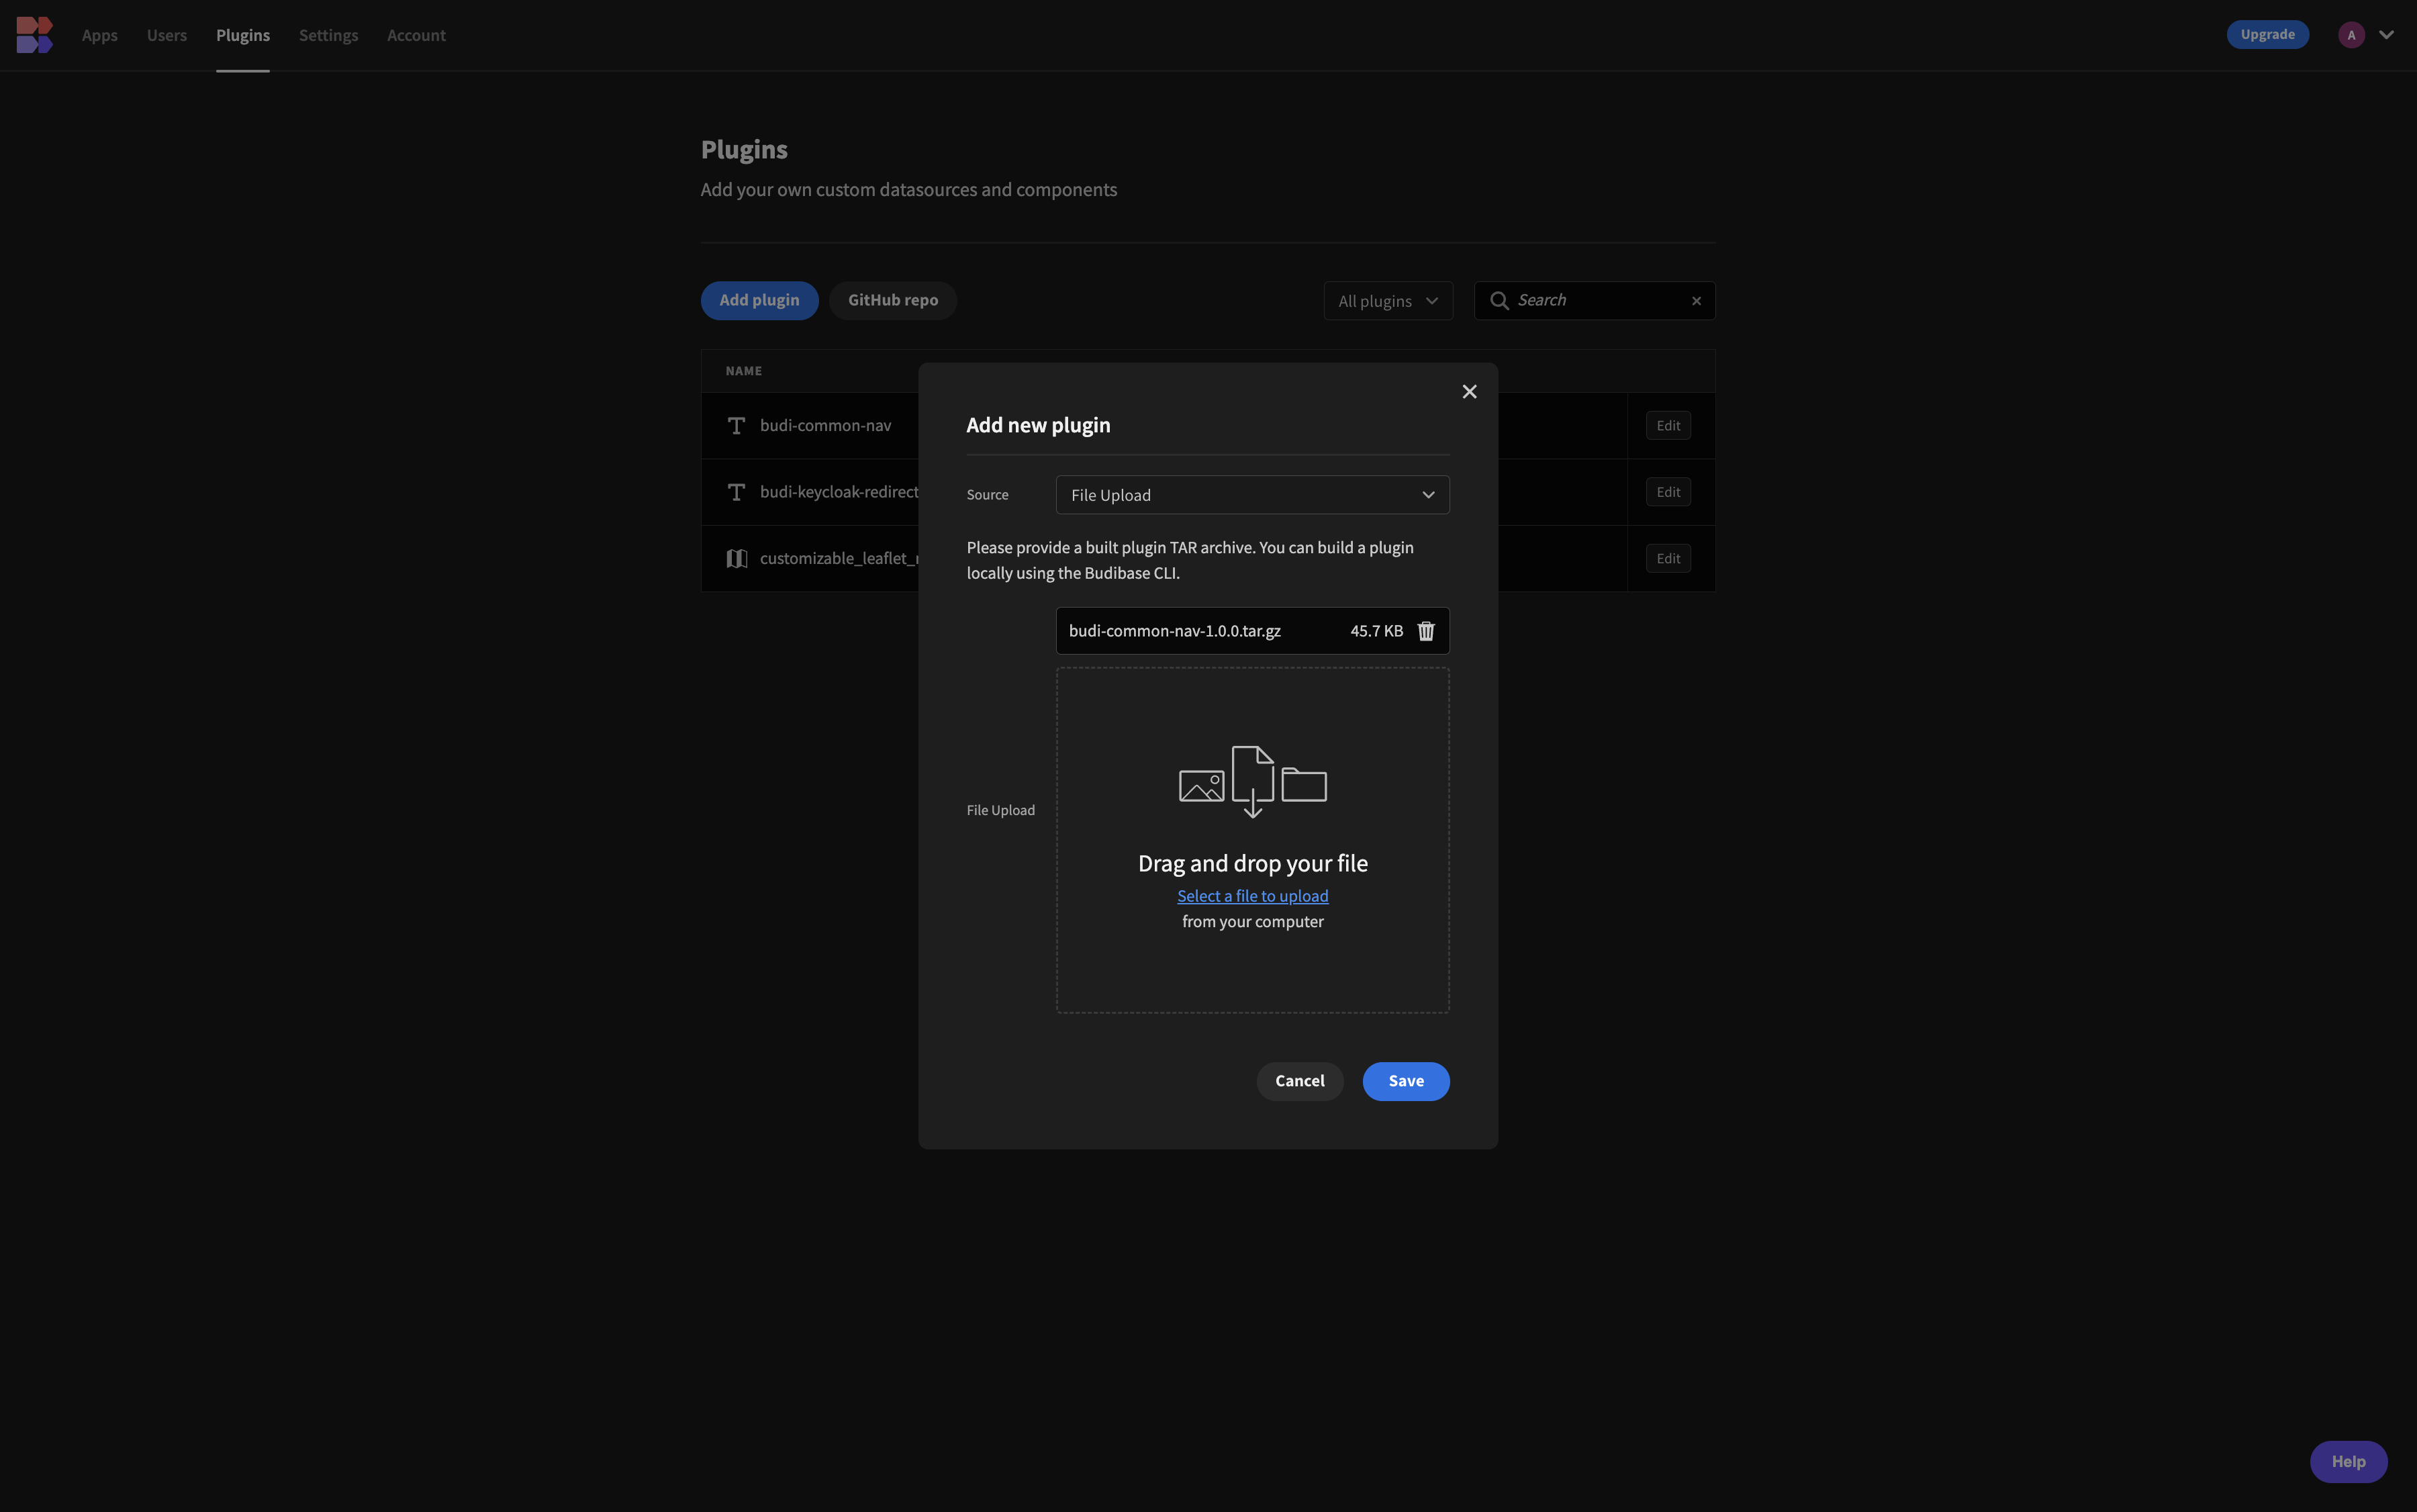 Apps
Users
Plugins
Settings
Account
Upgrade
A
Plugins
Add your own custom datasources and components
Add plugin
GitHub repo
All plugins
Search
NAME
budi-common-nav
Edit
budi-keycloak-redirect
Edit
customizable_leaflet_
Edit
Add new plugin
Source
File Upload
Please provide a built plugin TAR archive. You can build a plugin
locally using the Budibase CLI.
budi-common-nav-1.0.0.tar.gz
45.7 KB
File Upload
Drag and drop your file
Select a file to upload
from your computer
Cancel
Save
Help